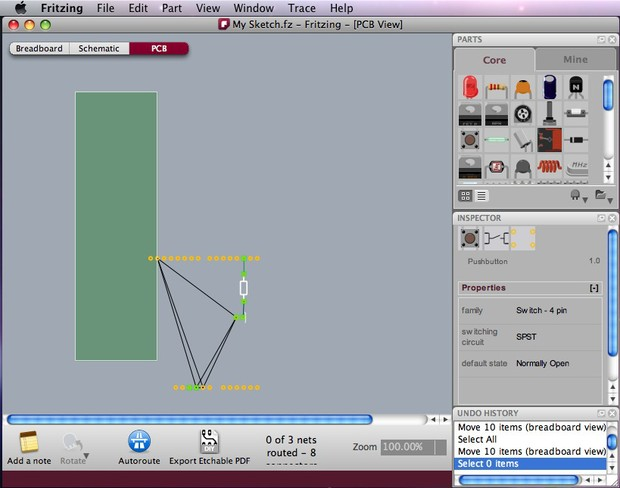 Fritzing File Edit Part View Window Trace Help
My Sketch.fz - Fritzing - [PCB View]
Breadboard Schematic PCB
PARTS
Core Mine
INSPECTOR
Pushbutton 1.0
Properties [-]
family Switch - 4 pin
switching
circuit SPST
default state Normally Open
UNDO HISTORY
Move 10 items (breadboard view)
Select All
Move 10 items (breadboard view)
Select 0 items
Add a note
Rotate
Autoroute
Export Etchable PDF
0 of 3 nets
routed - 8
Zoom 100.00%